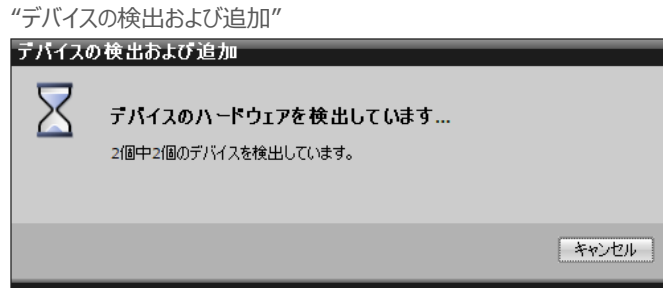 “デバイスの検出および追加”
デバイスの検出および追加
デバイスのハードウェアを検出しています...
2個中2個のデバイスを検出しています。
キャンセル